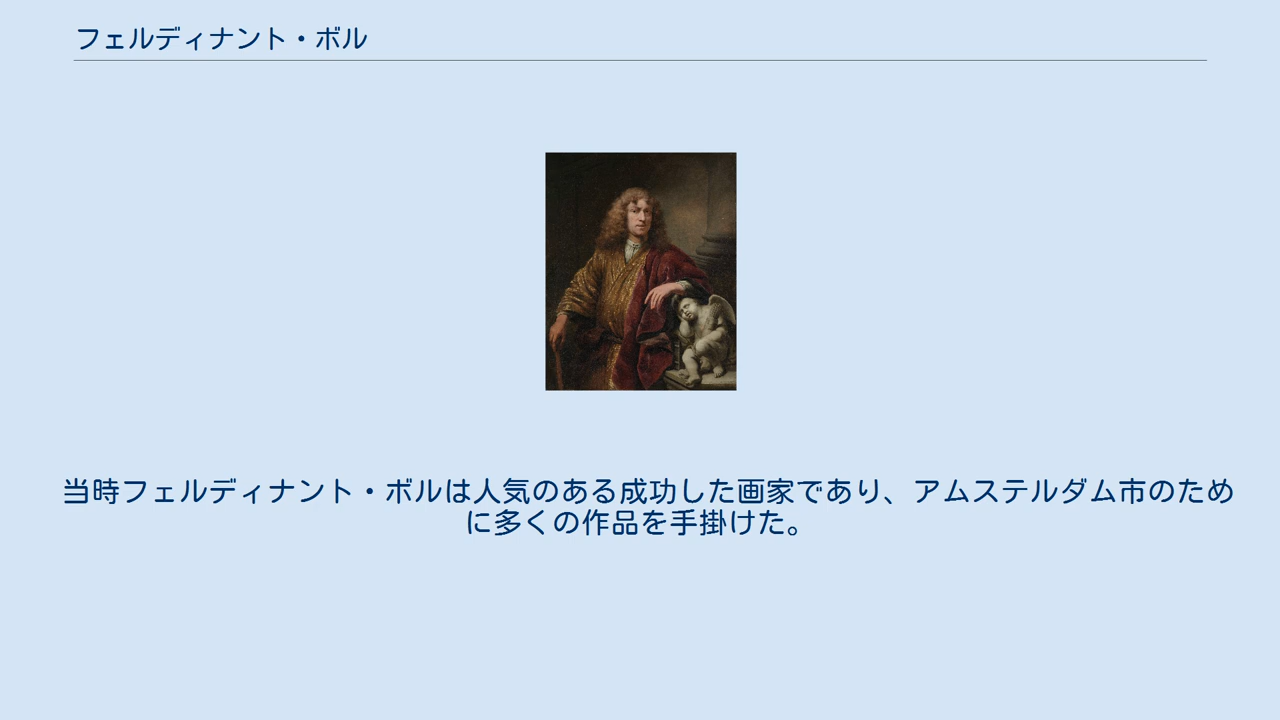 フェルディナント・ボル
当時フェルディナント・ボルは人気のある成功した画家であり、アムステルダム市のため
に多くの作品を手掛けた。